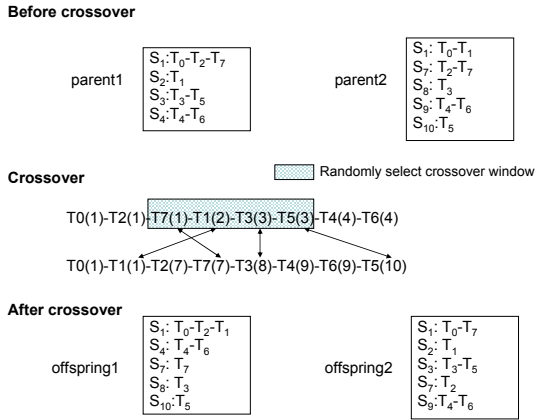 Before crossover
parent1
S1:T0-T2-T7
S2:T1
S3:T3-T5
S4:T4-T6
parent2
S1: T0-T1
S7: T2-T7
S8: T3
S9: T4-T6
S10:T5
Crossover
Randomly select crossover window
T0(1)-T2(1)-T7(1)-T1(2)-T3(3)-T5(3)-T4(4)-T6(4)
T0(1)-T1(1)-T2(7)-T7(7)-T3(8)-T4(9)-T6(9)-T5(10)
After crossover
offspring1
S1: T0-T2-T1
S4: T4-T6
S7: T7
S8: T3
S10:T5
offspring2
S1: T0-T7
S2: T1
S3: T3-T5
S7: T2
S9:T4-T6